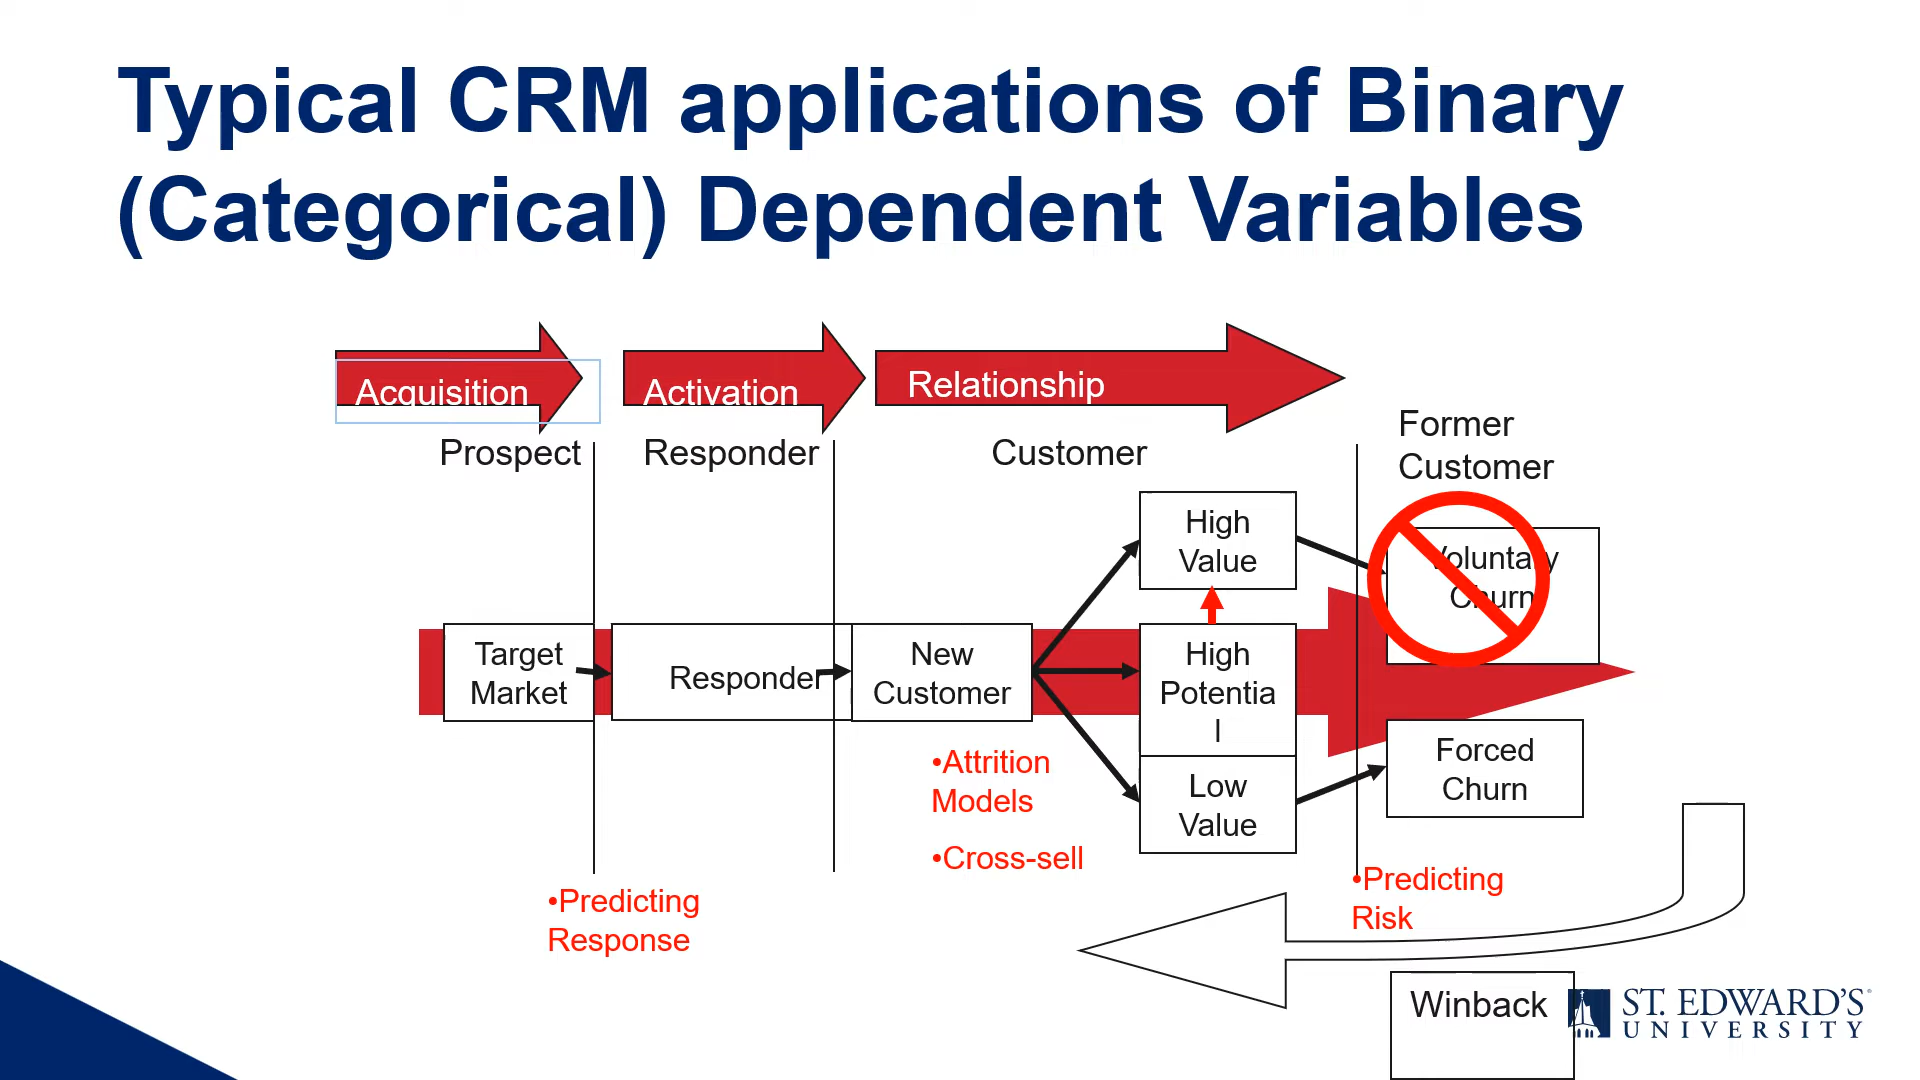 Typical CRM applications of Binary
(Categorical) Dependent Variables
Acquisition
Activation
Relationship
Prospect
Responder
Customer
Former
Customer
High
Value
Voluntary
Churn
Target
Market
Responder
New
Customer
High
Potentia
l
Low
Value
Forced
Churn
•Attrition
Models
•Cross-sell
•Predicting
Response
•Predicting
Risk
Winback
ST. EDWARD'S
UNIVERSITY